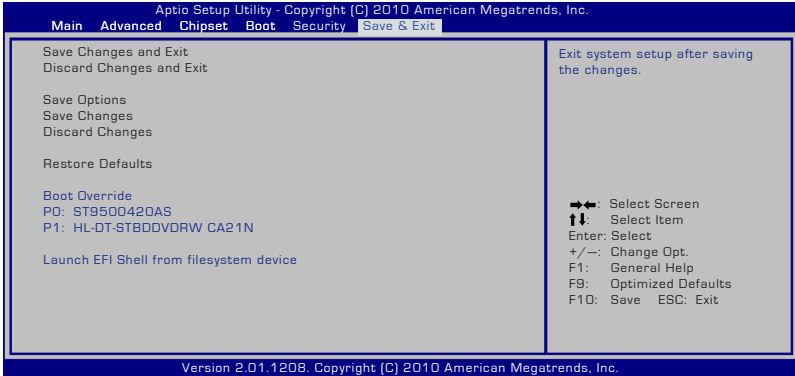 Aptio Setup Utility - Copyright (C) 2010 American Megatrends, Inc.
Main Advanced Chipset Boot Security Save & Exit
Save Changes and Exit
Discard Changes and Exit
Save Options
Save Changes
Discard Changes
Restore Defaults
Boot Override
P0: ST9500420AS
P1: HL-DT-STBDDVDRW CA21N
Launch EFI Shell from filesystem device
Exit system setup after saving
the changes.
→←: Select Screen
↑↓: Select Item
Enter: Select
+/—: Change Opt.
F1: General Help
F9: Optimized Defaults
F10: Save ESC: Exit
Version 2.01.1208. Copyright (C) 2010 American Megatrends, Inc.